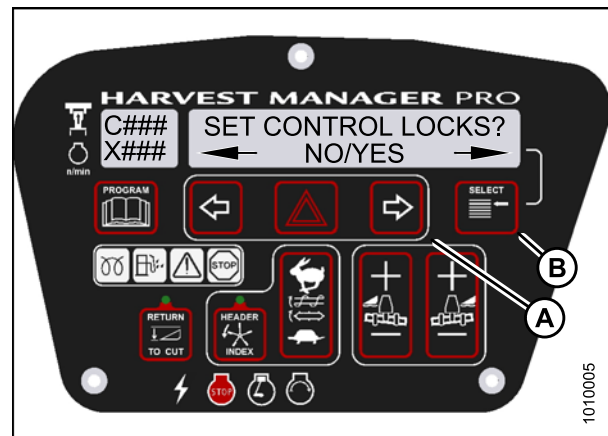 HARVEST MANAGER PRO
C###
X###
SET CONTROL LOCKS?
NO/YES
n/min
PROGRAM
SELECT
B
STOP
A
RETURN
TO CUT
HEADER
INDEX
STOP
1010005